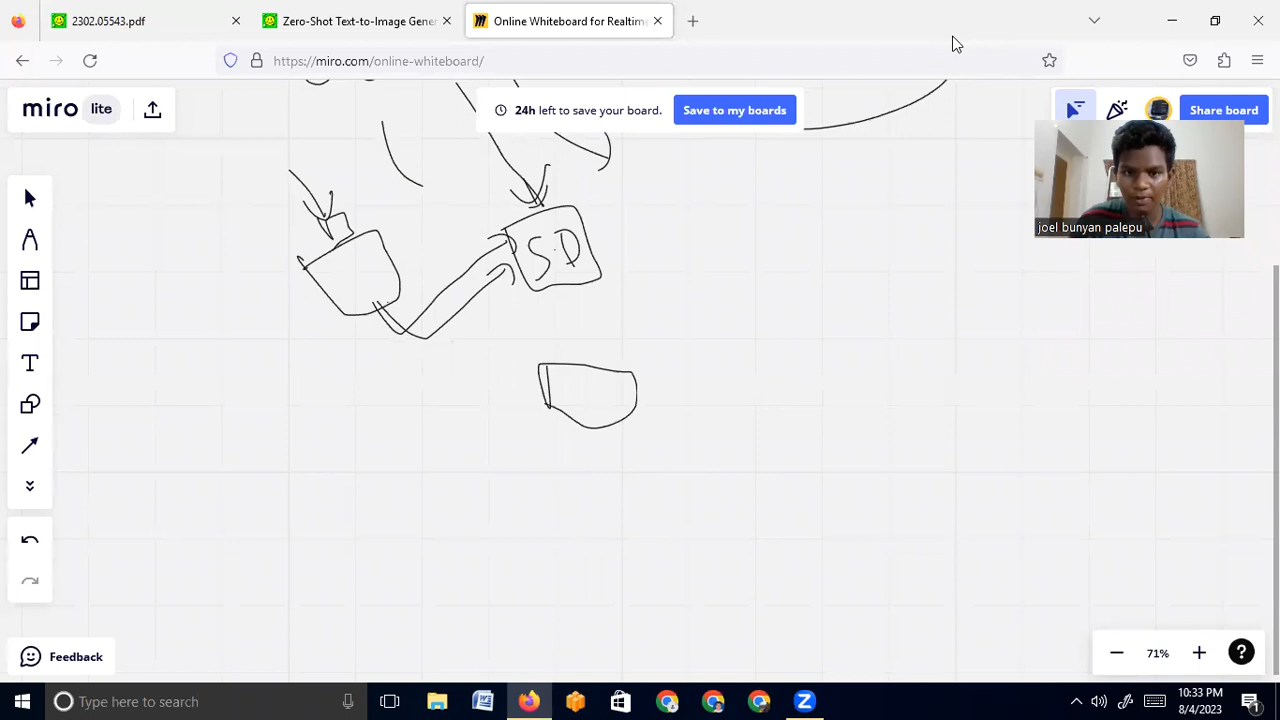 2302.05543.pdf
Zero-Shot Text-to-Image Gener
Online Whiteboard for Realtim
https://miro.com/online-whiteboard/
miro lite
24h left to save your board.
Save to my boards
Share board
joel bunyan palepu
S.D
T
Feedback
71%
?
Type here to search
10:33 PM
8/4/2023
1